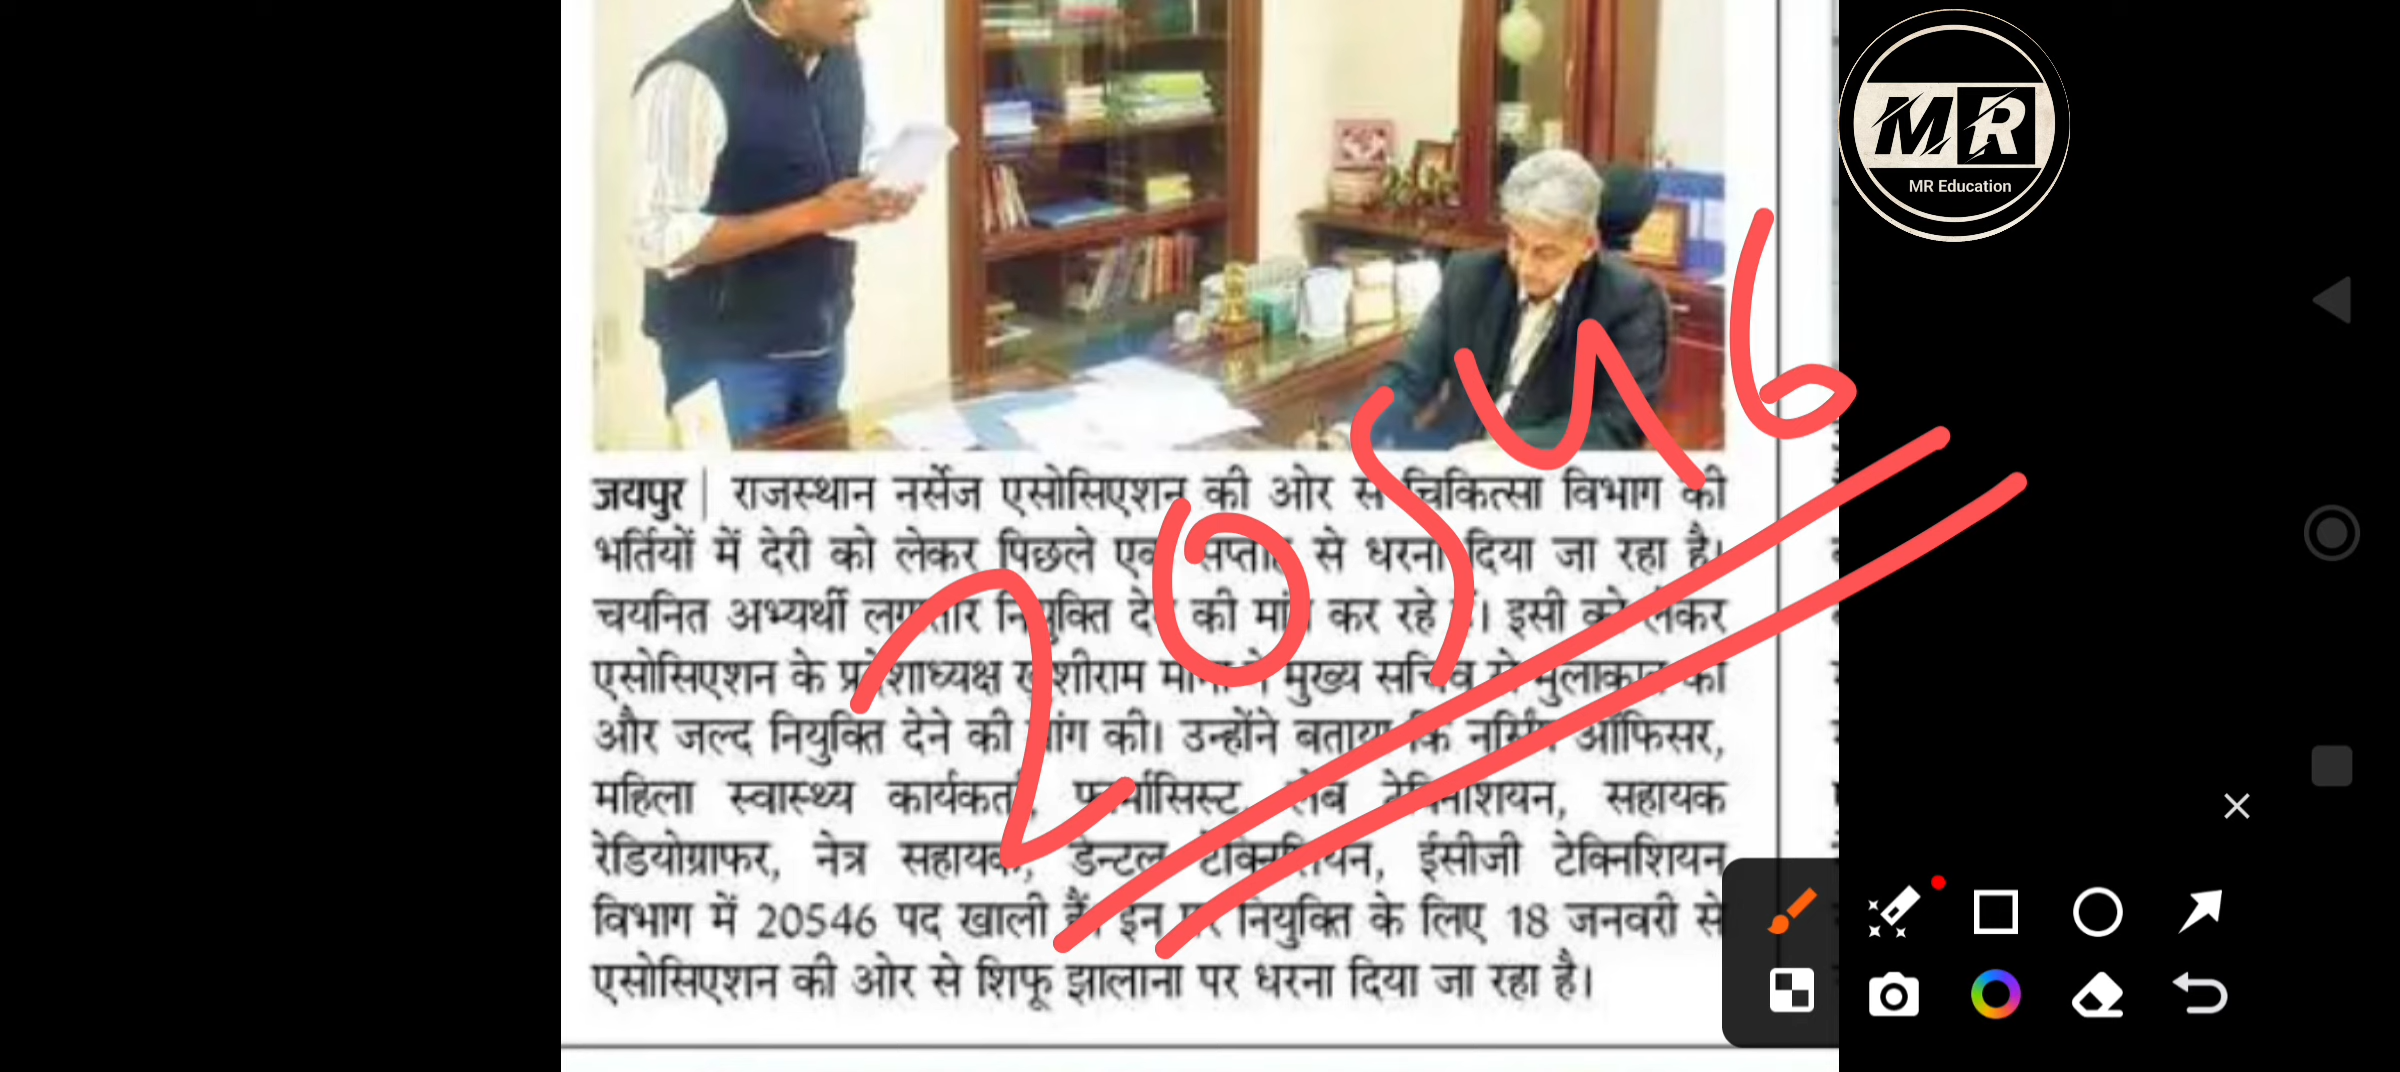 MR
MR Education
20546
जयपुर | राजस्थान नर्सेज एसोसिएशन की ओर से चिकित्सा विभाग की
भर्तियों में देरी को लेकर पिछले एक सप्ताह से धरना दिया जा रहा है।
चयनित अभ्यर्थी लगातार नियुक्ति देने की मांग कर रहे हैं। इसी को लेकर
एसोसिएशन के प्रदेशाध्यक्ष खुशीराम मीना ने मुख्य सचिव से मुलाकात की
और जल्द नियुक्ति देने की मांग की। उन्होंने बताया कि नर्सिंग ऑफिसर,
महिला स्वास्थ्य कार्यकर्ता, फार्मासिस्ट, लेब टेक्निशियन, सहायक
रेडियोग्राफर, नेत्र सहायक, डेन्टल टेक्निशियन, ईसीजी टेक्निशियन
विभाग में 20546 पद खाली हैं। इन पर नियुक्ति के लिए 18 जनवरी से
एसोसिएशन की ओर से शिफू झालाना पर धरना दिया जा रहा है।